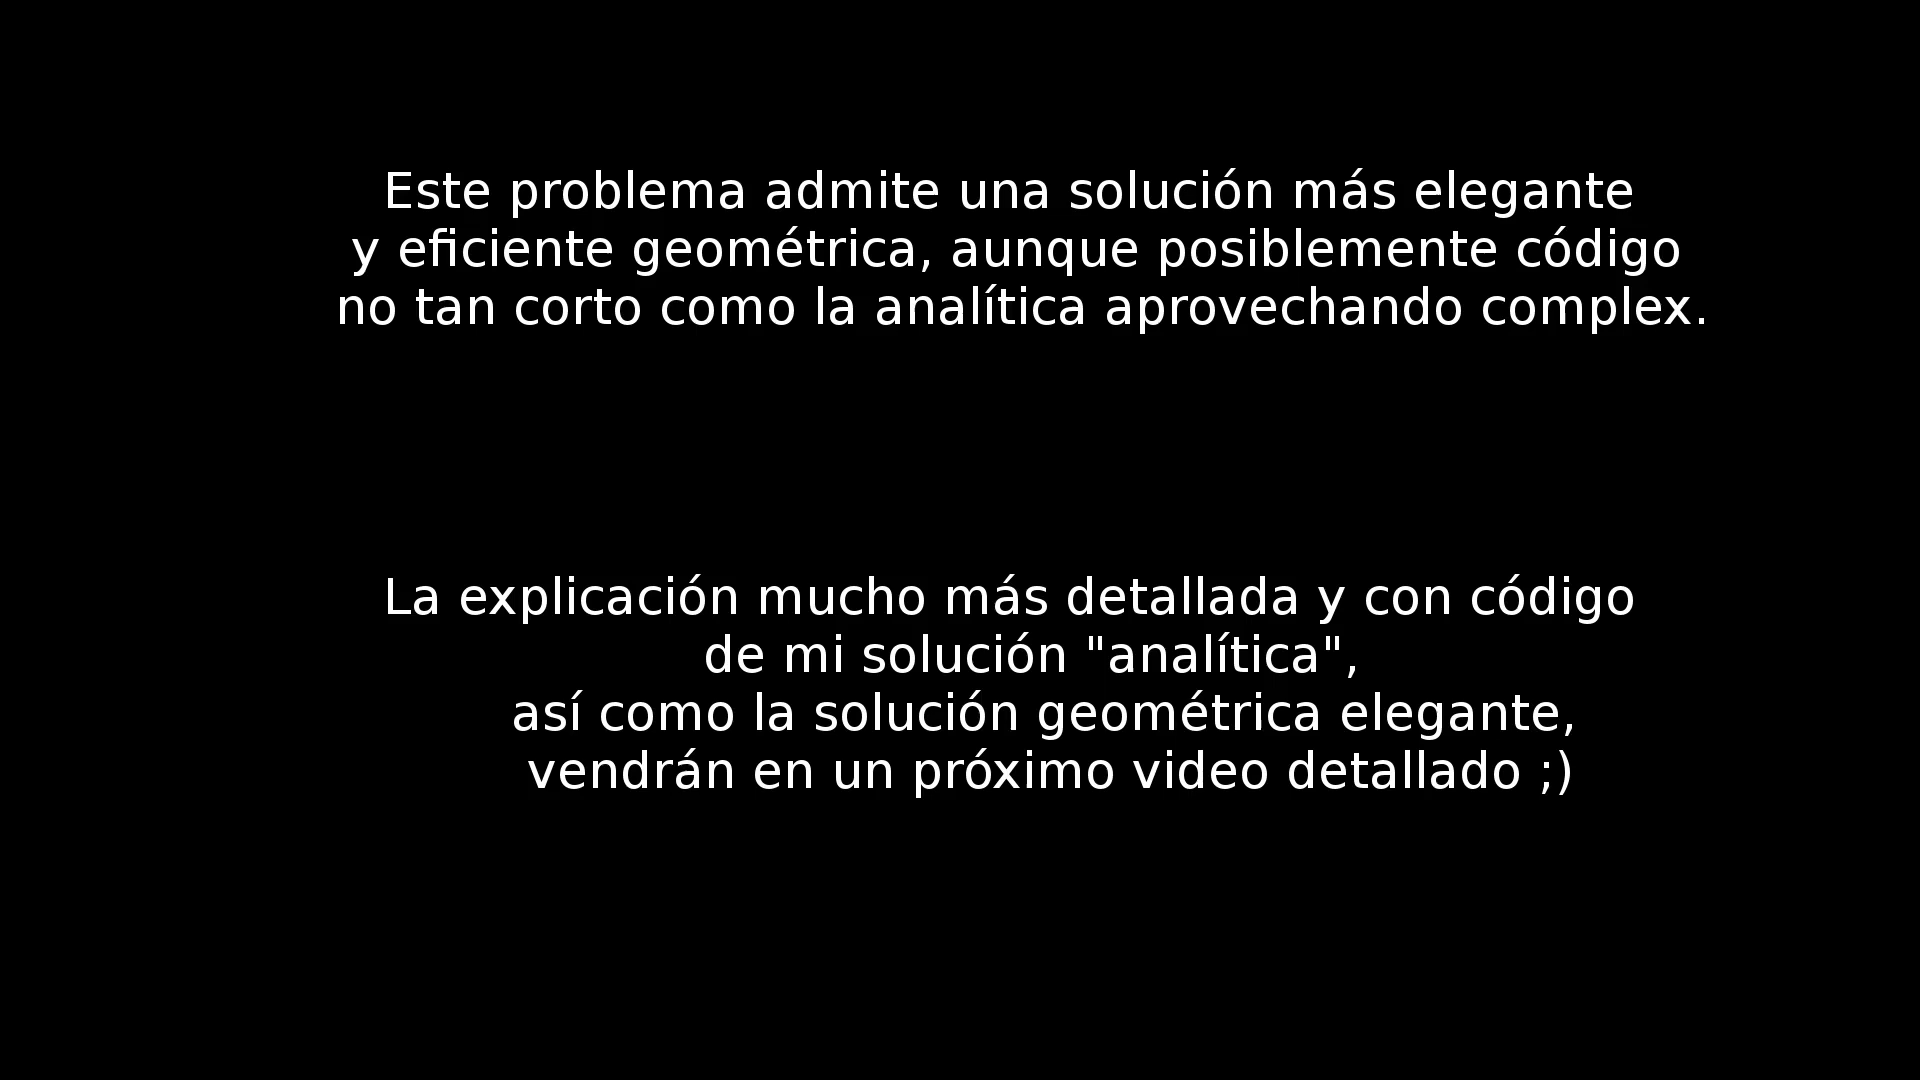 Este problema admite una solución más elegante
y eficiente geométrica, aunque posiblemente código
no tan corto como la analítica aprovechando complex.
La explicación mucho más detallada y con código
de mi solución "analítica",
así como la solución geométrica elegante,
vendrán en un próximo video detallado ;)